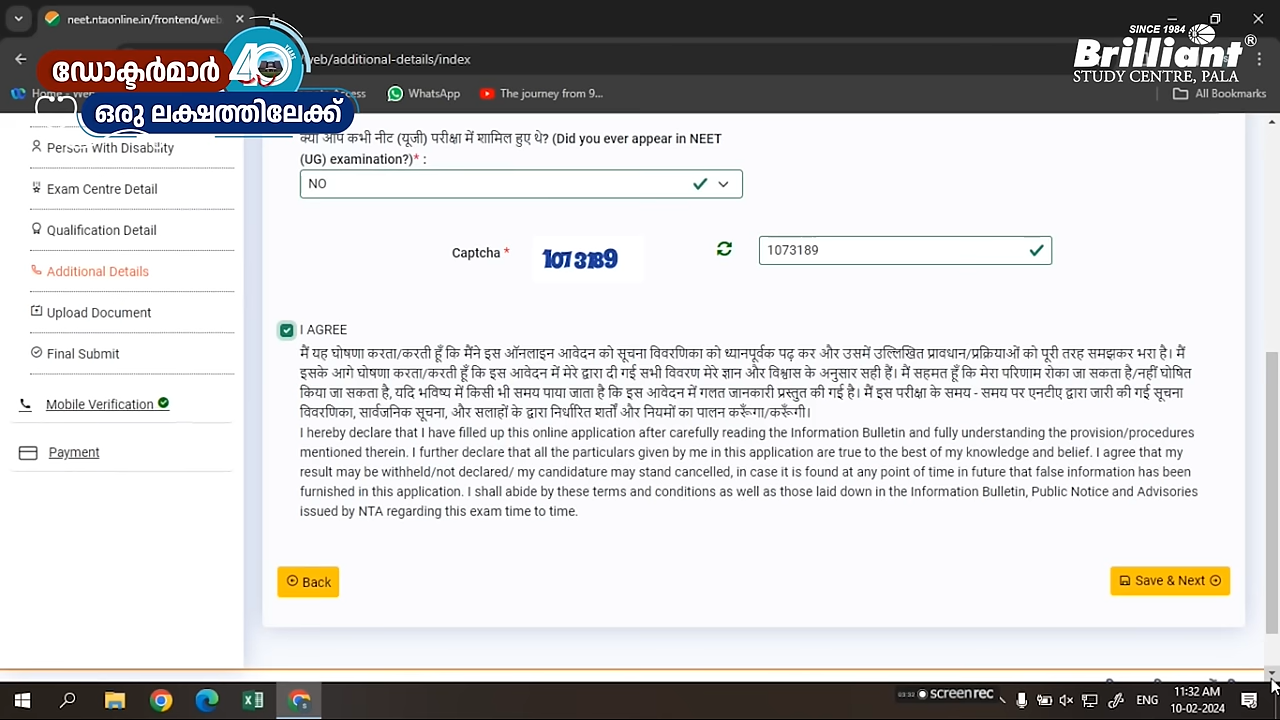 neet.ntaonline.in/frontend/web
web/additional-details/index
SINCE 1984
Brilliant®
STUDY CENTRE, PALA
ഡോക്ടർമാർ 40
ഒരു ലക്ഷത്തിലേക്ക്
WhatsApp
The journey from 9...
All Bookmarks
Person With Disability
Exam Centre Detail
Qualification Detail
Additional Details
Upload Document
Final Submit
Mobile Verification
Payment
क्या आप कभी नीट (यूजी) परीक्षा में शामिल हुए थे? (Did you ever appear in NEET
(UG) examination?)* :
NO
Captcha * 1073189 1073189
I AGREE
मैं यह घोषणा करता/करती हूँ कि मैंने इस ऑनलाइन आवेदन को सूचना विवरणिका को ध्यानपूर्वक पढ़ कर और उसमें उल्लिखित प्रावधान/प्रक्रियाओं को पूरी तरह समझकर भरा है। मैं
इसके आगे घोषणा करता/करती हूँ कि इस आवेदन में मेरे द्वारा दी गई सभी विवरण मेरे ज्ञान और विश्वास के अनुसार सही हैं। मैं सहमत हूँ कि मेरा परिणाम रोका जा सकता है/नहीं घोषित
किया जा सकता है, यदि भविष्य में किसी भी समय पाया जाता है कि इस आवेदन में गलत जानकारी प्रस्तुत की गई है। मैं इस परीक्षा के समय - समय पर एनटीए द्वारा जारी की गई सूचना
विवरणिका, सार्वजनिक सूचना, और सलाहों के द्वारा निर्धारित शर्तों और नियमों का पालन करूँगा/करूँगी।
I hereby declare that I have filled up this online application after carefully reading the Information Bulletin and fully understanding the provision/procedures
mentioned therein. I further declare that all the particulars given by me in this application are true to the best of my knowledge and belief. I agree that my
result may be withheld/not declared/ my candidature may stand cancelled, in case it is found at any point of time in future that false information has been
furnished in this application. I shall abide by these terms and conditions as well as those laid down in the Information Bulletin, Public Notice and Advisories
issued by NTA regarding this exam time to time.
Back
Save & Next
screen rec
ENG
11:32 AM
10-02-2024